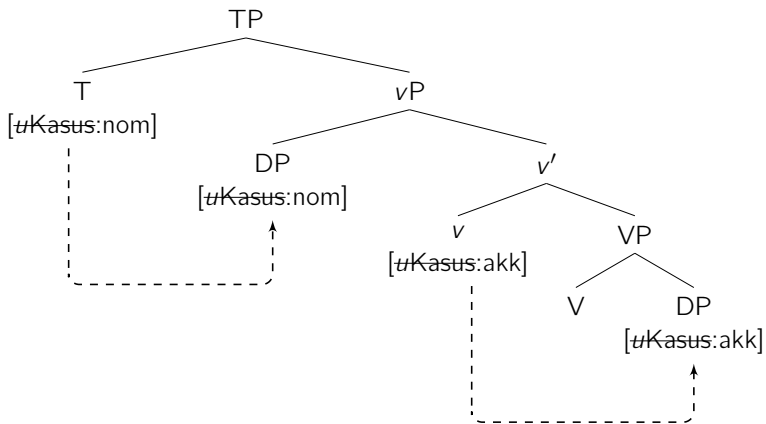 TP
T
vP
[uKasus:nom]
DP
v′
[uKasus:nom]
v
VP
[uKasus:akk]
V
DP
[uKasus:akk]